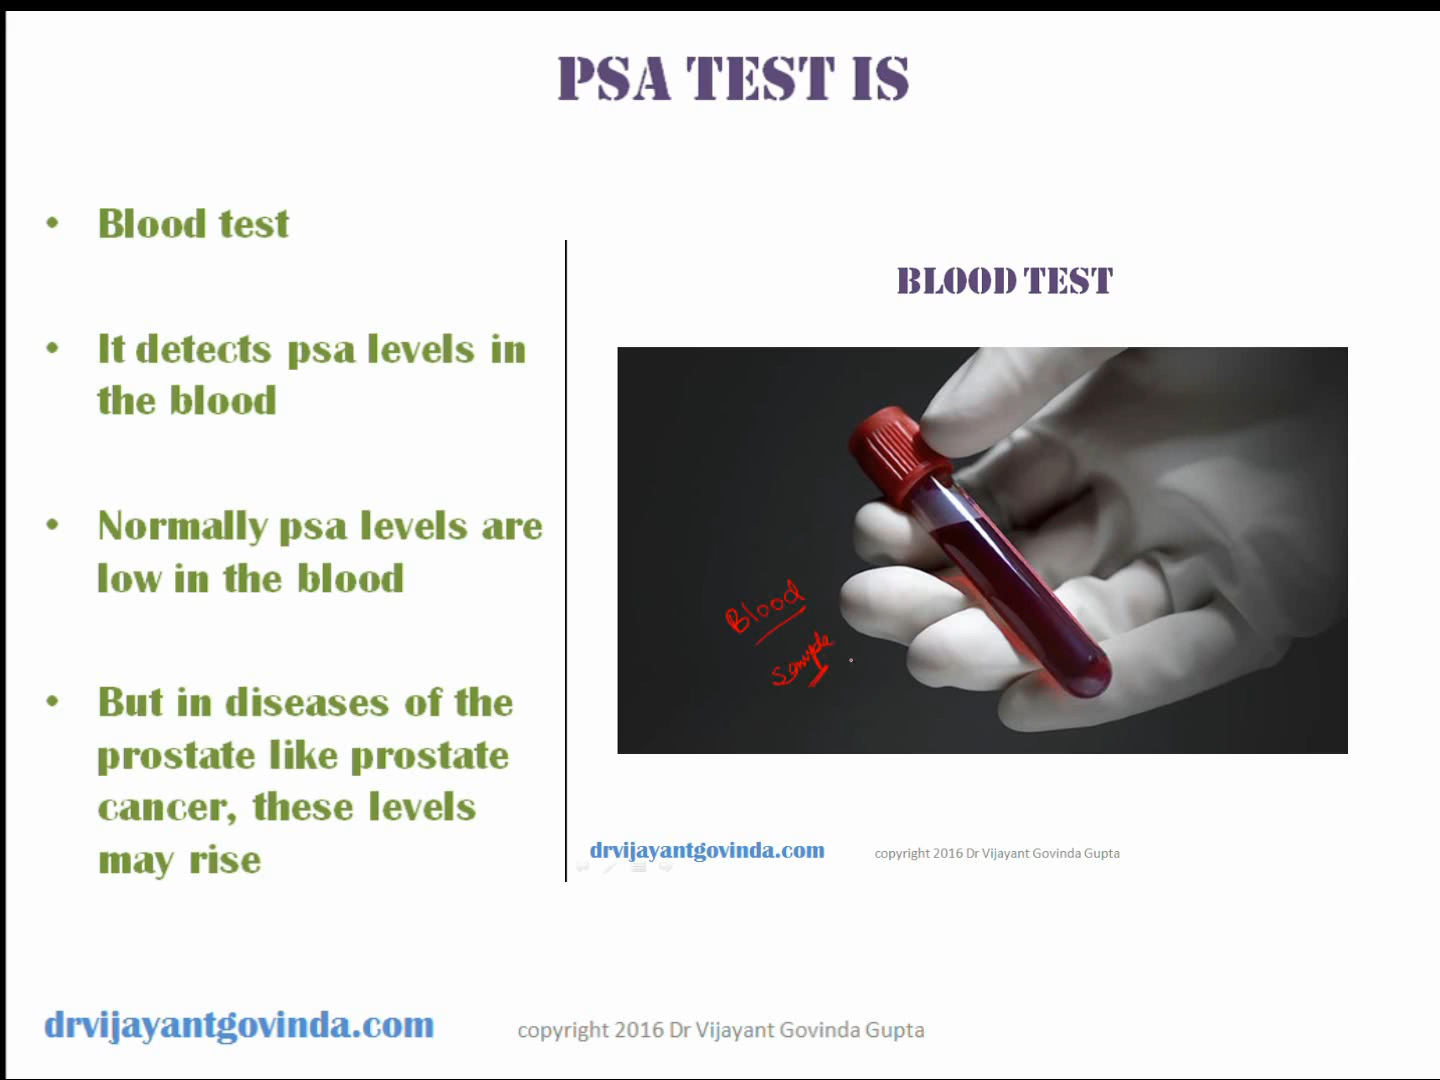 PSA TEST IS
• Blood test
• It detects psa levels in
the blood
• Normally psa levels are
low in the blood
• But in diseases of the
prostate like prostate
cancer, these levels
may rise
BLOOD TEST
Blood
Sample
drvijayantgovinda.com copyright 2016 Dr Vijayant Govinda Gupta
drvijayantgovinda.com copyright 2016 Dr Vijayant Govinda Gupta